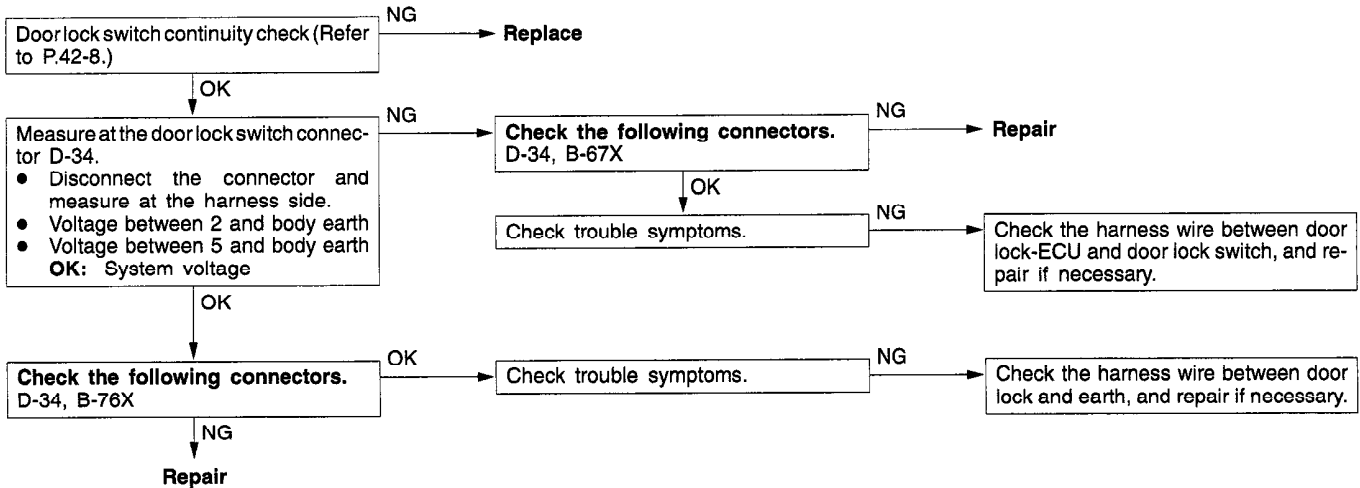 Door lock switch continuity check (Refer
to P.42-8.)
NG
Replace
OK
Measure at the door lock switch connec-
tor D-34.
● Disconnect the connector and
measure at the harness side.
● Voltage between 2 and body earth
● Voltage between 5 and body earth
OK: System voltage
NG
Check the following connectors.
D-34, B-67X
NG
Repair
OK
Check trouble symptoms.
NG
Check the harness wire between door
lock-ECU and door lock switch, and re-
pair if necessary.
OK
Check the following connectors.
D-34, B-76X
OK
Check trouble symptoms.
NG
Check the harness wire between door
lock and earth, and repair if necessary.
NG
Repair